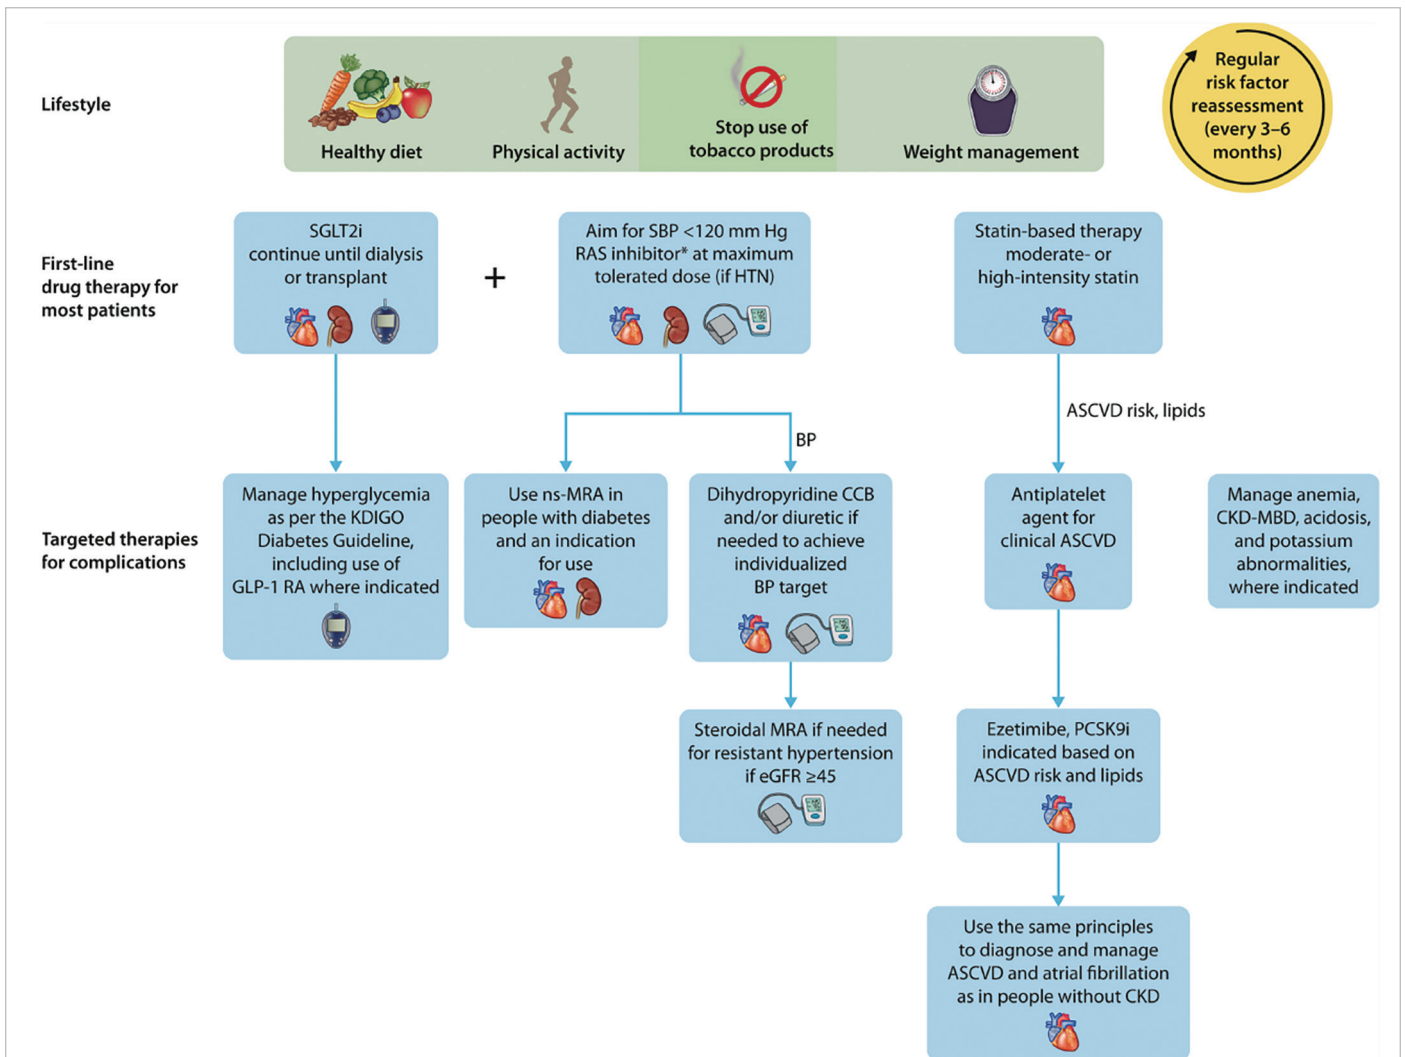 Lifestyle
Healthy diet
Physical activity
Stop use of
tobacco products
Weight management
Regular
risk factor
reassessment
(every 3–6
months)
First-line
drug therapy for
most patients
SGLT2i
continue until dialysis
or transplant
+
Aim for SBP <120 mm Hg
RAS inhibitor* at maximum
tolerated dose (if HTN)
Statin-based therapy
moderate- or
high-intensity statin
ASCVD risk, lipids
BP
Targeted therapies
for complications
Manage hyperglycemia
as per the KDIGO
Diabetes Guideline,
including use of
GLP-1 RA where indicated
Use ns-MRA in
people with diabetes
and an indication
for use
Dihydropyridine CCB
and/or diuretic if
needed to achieve
individualized
BP target
Antiplatelet
agent for
clinical ASCVD
Manage anemia,
CKD-MBD, acidosis,
and potassium
abnormalities,
where indicated
Steroidal MRA if needed
for resistant hypertension
if eGFR ≥45
Ezetimibe, PCSK9i
indicated based on
ASCVD risk and lipids
Use the same principles
to diagnose and manage
ASCVD and atrial fibrillation
as in people without CKD